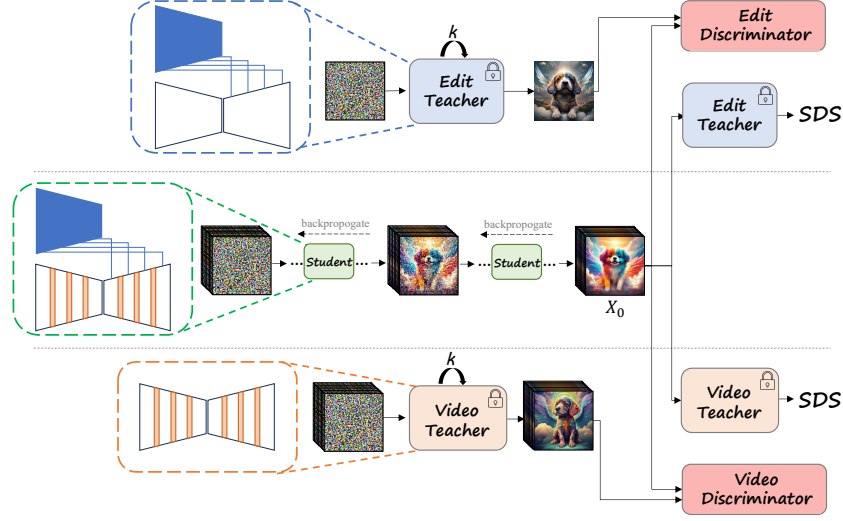 k
Edit
Teacher
Edit
Discriminator
Edit
Teacher
SDS
backpropogate
backpropogate
... Student ...
... Student ...
X₀
k
Video
Teacher
Video
Teacher
SDS
Video
Discriminator